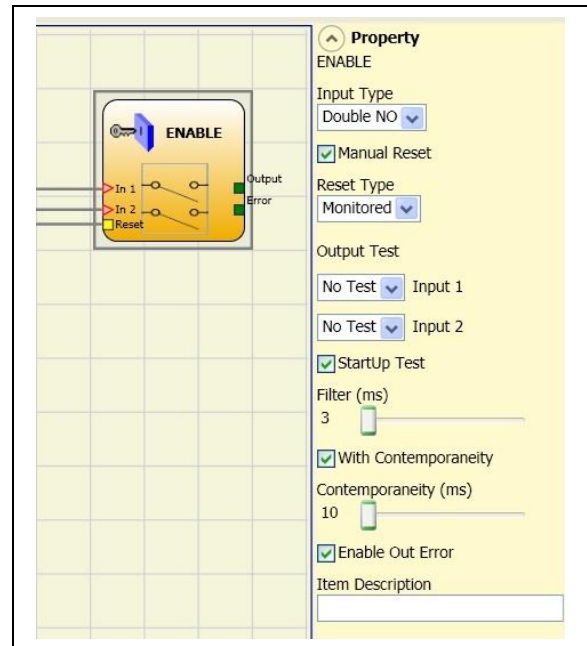 ENABLE
In 1
In 2
Reset
Output
Error
Property
ENABLE
Input Type
Double NO
Manual Reset
Reset Type
Monitored
Output Test
No Test Input 1
No Test Input 2
StartUp Test
Filter (ms)
3
With Contemporaneity
Contemporaneity (ms)
10
Enable Out Error
Item Description